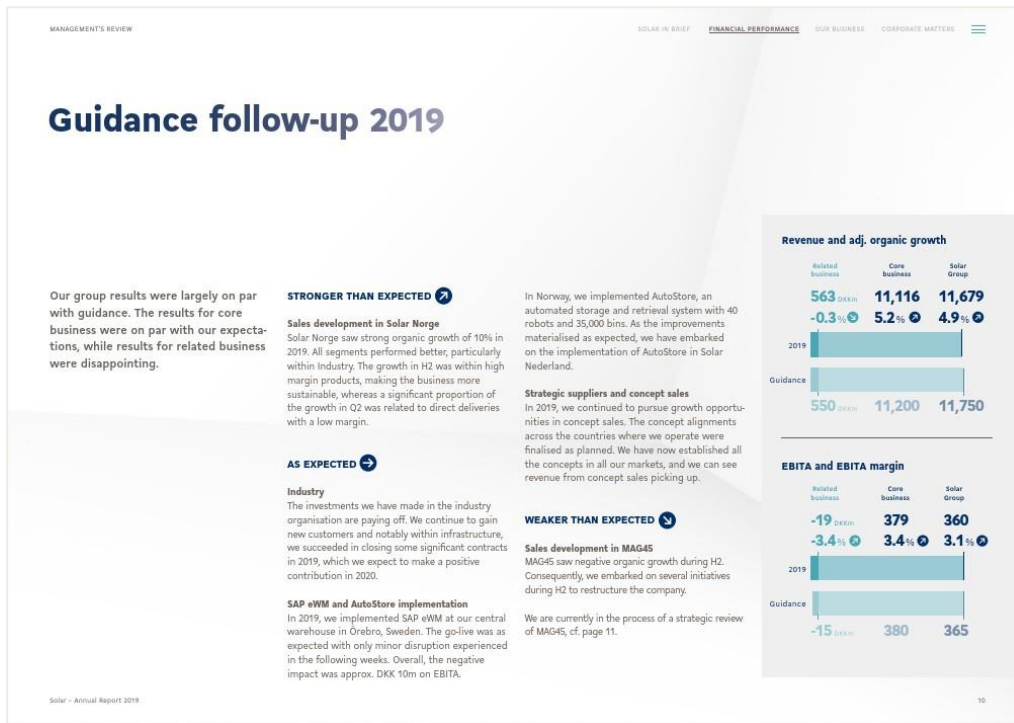 MANAGEMENT'S REVIEW
SOLAR IN BRIEF FINANCIAL PERFORMANCE OUR BUSINESS CORPORATE MATTERS
Guidance follow-up 2019
Our group results were largely on par
with guidance. The results for core
business were on par with our expecta-
tions, while results for related business
were disappointing.
STRONGER THAN EXPECTED
Sales development in Solar Norge
Solar Norge saw strong organic growth of 10% in
2019. All segments performed better, particularly
within Industry. The growth in H2 was within high
margin products, making the business more
sustainable, whereas a significant proportion of
the growth in Q2 was related to direct deliveries
with a low margin.
AS EXPECTED
Industry
The investments we have made in the industry
organisation are paying off. We continue to gain
new customers and notably within infrastructure,
we succeeded in closing some significant contracts
in 2019, which we expect to make a positive
contribution in 2020.
SAP eWM and AutoStore implementation
In 2019, we implemented SAP eWM at our central
warehouse in Örebro, Sweden. The go-live was as
expected with only minor disruption experienced
in the following weeks. Overall, the negative
impact was approx. DKK 10m on EBITA.
In Norway, we implemented AutoStore, an
automated storage and retrieval system with 40
robots and 35,000 bins. As the improvements
materialised as expected, we have embarked
on the implementation of AutoStore in Solar
Nederland.
Strategic suppliers and concept sales
In 2019, we continued to pursue growth opportu-
nities in concept sales. The concept alignments
across the countries where we operate were
finalised as planned. We have now established all
the concepts in all our markets, and we can see
revenue from concept sales picking up.
WEAKER THAN EXPECTED
Sales development in MAG45
MAG45 saw negative organic growth during H2.
Consequently, we embarked on several initiatives
during H2 to restructure the company.
We are currently in the process of a strategic review
of MAG45, cf. page 11.
Revenue and adj. organic growth
Related Core Solar
business business Group
563 DKKm 11,116 11,679
-0.3% 5.2% 4.9%
2019
Guidance
550 DKKm 11,200 11,750
EBITA and EBITA margin
Related Core Solar
business business Group
-19 DKKm 379 360
-3.4% 3.4% 3.1%
2019
Guidance
-15 DKKm 380 365
Solar – Annual Report 2019
10